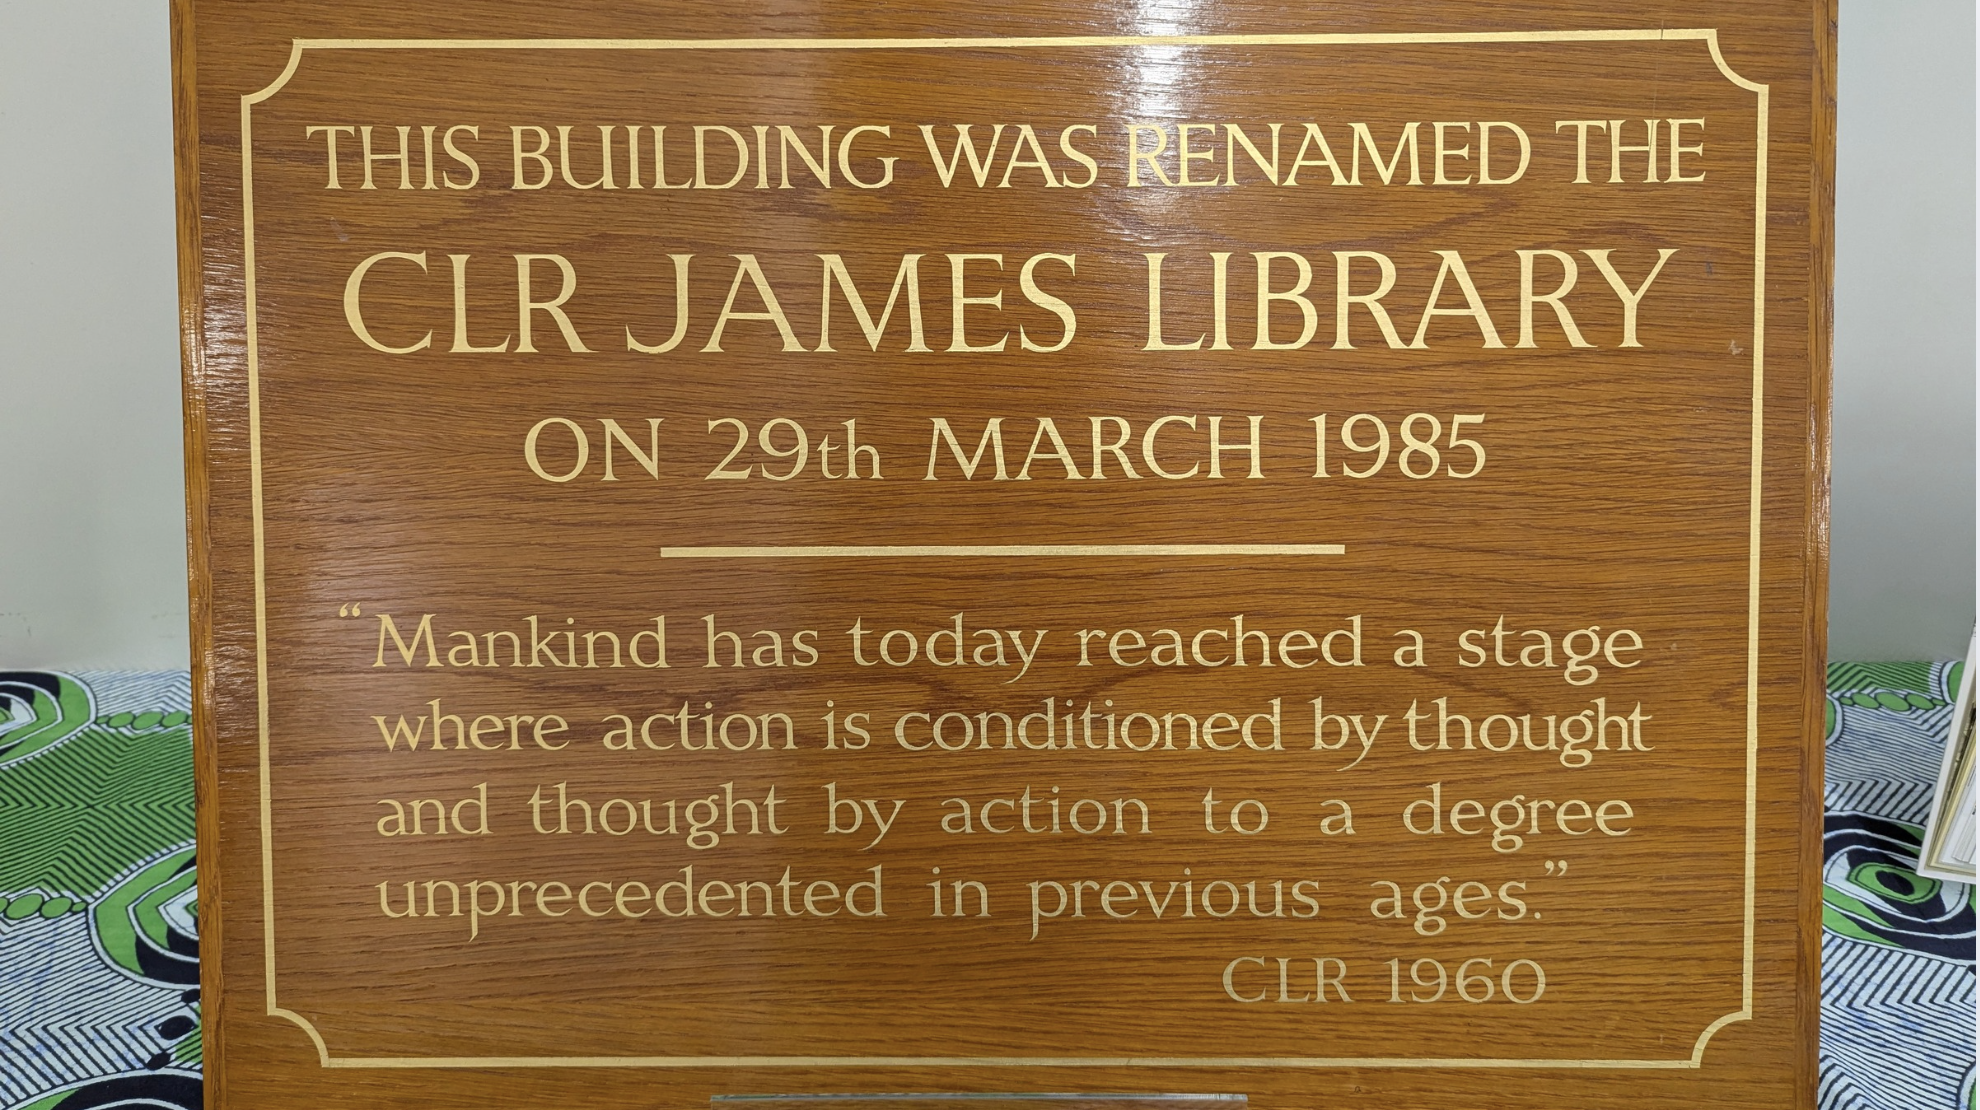 THIS BUILDING WAS RENAMED THE
CLR JAMES LIBRARY
ON 29th MARCH 1985
“Mankind has today reached a stage
where action is conditioned by thought
and thought by action to a degree
unprecedented in previous ages.”
CLR 1960